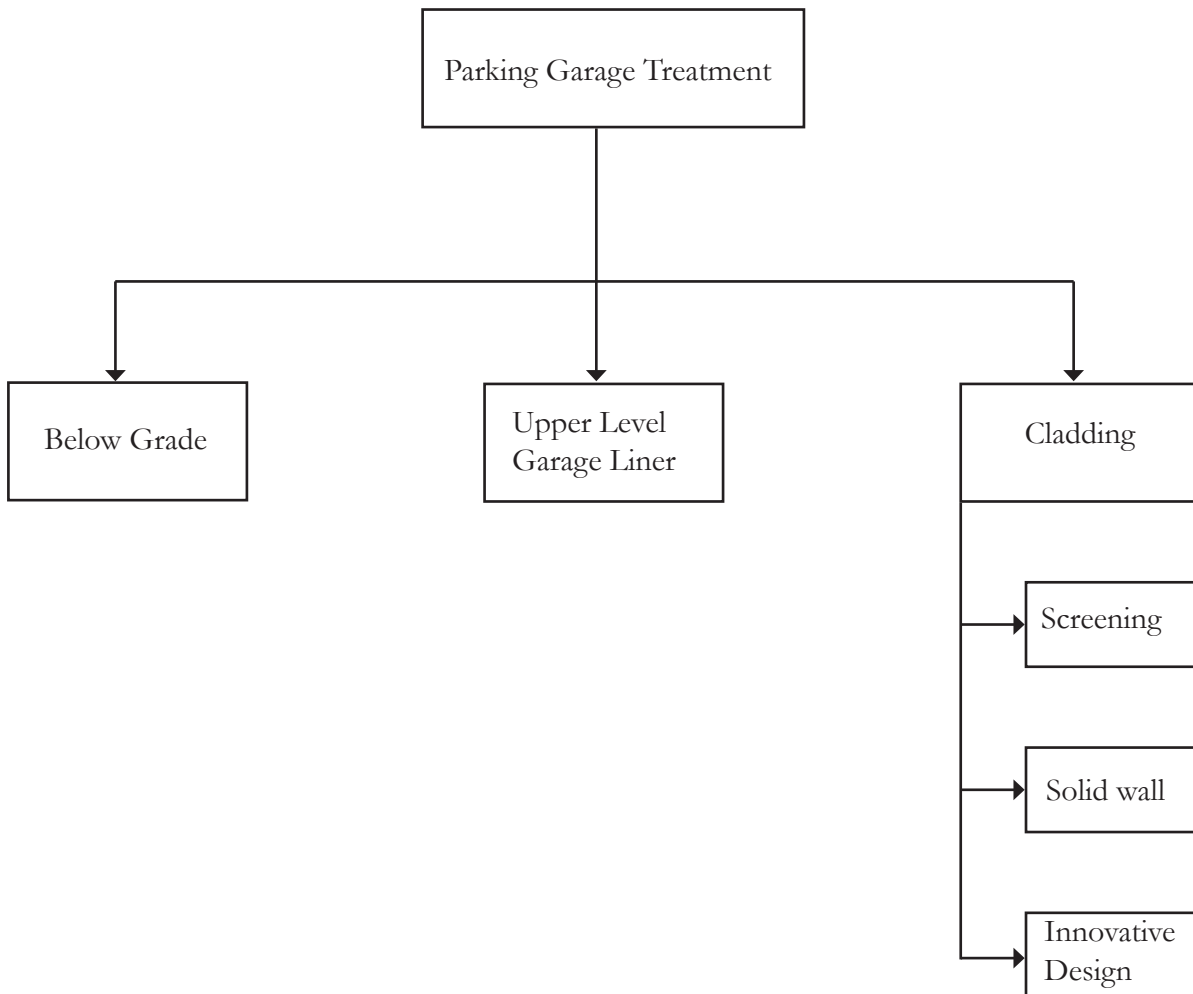 Parking Garage Treatment
Below Grade
Upper Level
Garage Liner
Cladding
Screening
Solid wall
Innovative
Design